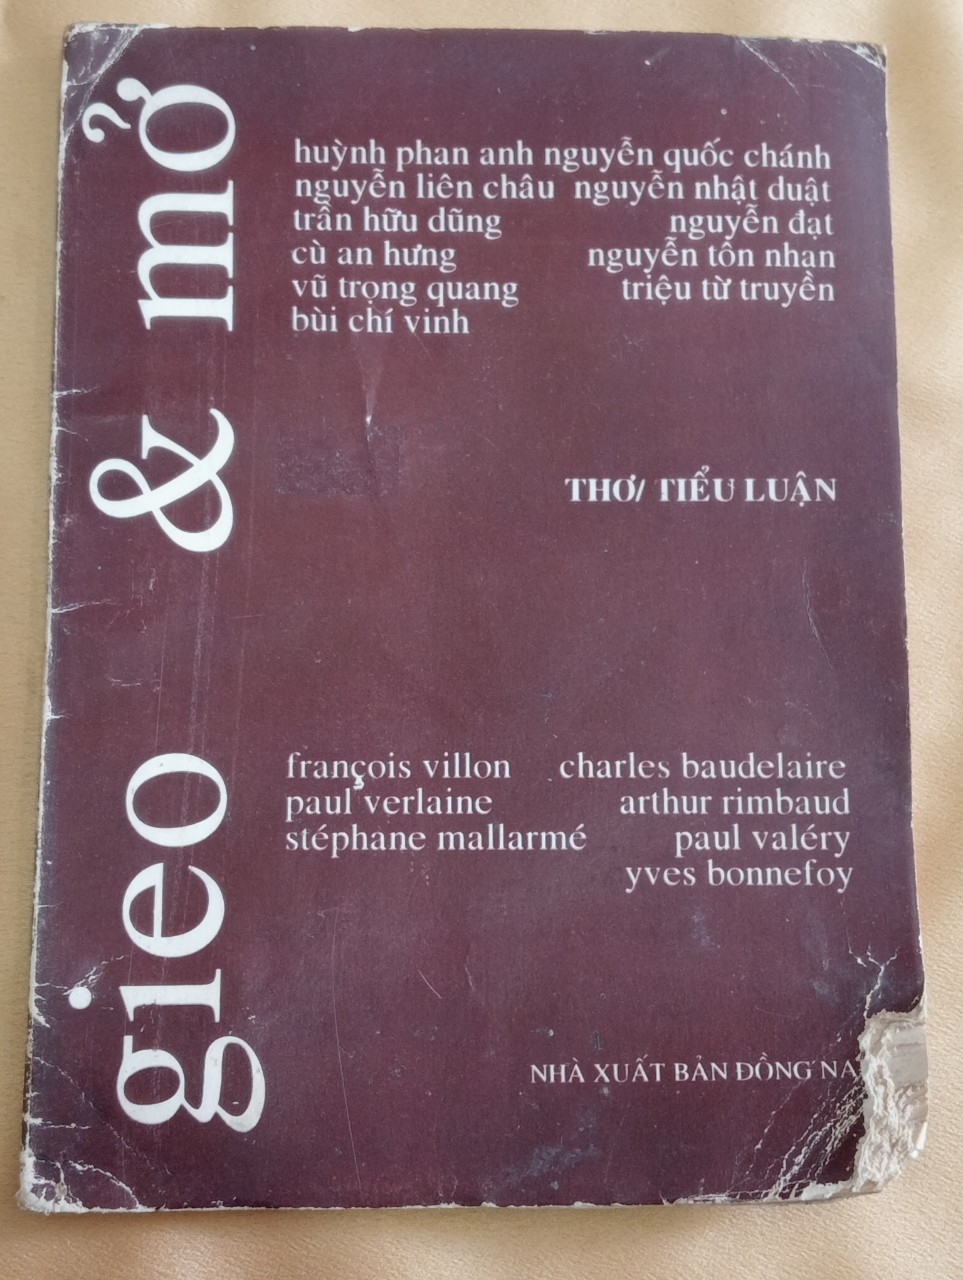 gieo & mở
huỳnh phan anh nguyễn quốc chánh
nguyễn liên châu nguyễn nhật duật
trần hữu dũng nguyễn đạt
cù an hưng nguyễn tôn nhan
vũ trọng quang triệu từ truyền
bùi chí vinh
THƠ/ TIỂU LUẬN
françois villon charles baudelaire
paul verlaine arthur rimbaud
stéphane mallarmé paul valéry
yves bonnefoy
NHÀ XUẤT BẢN ĐỒNG NA